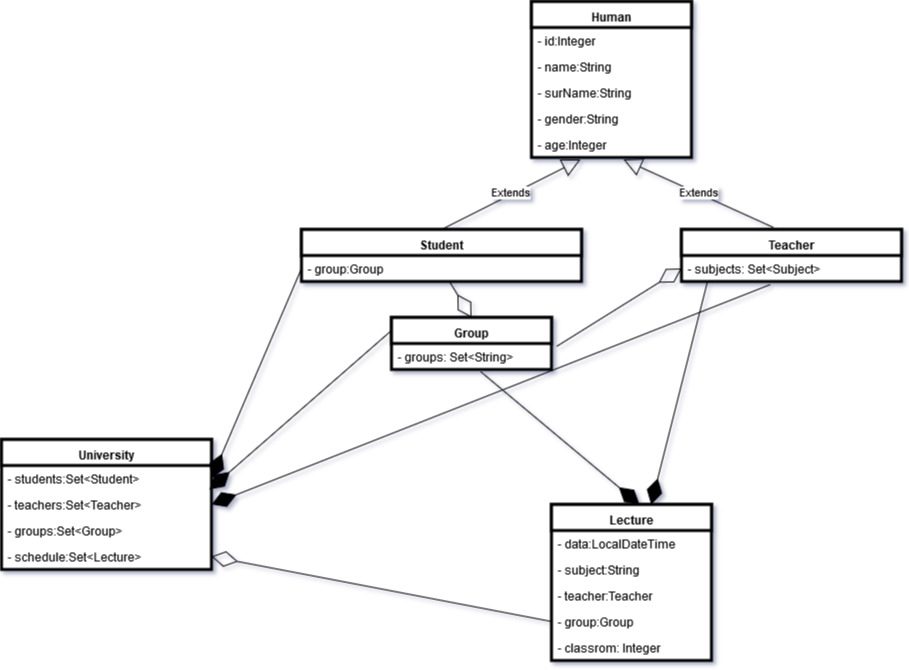 Human
- id:Integer
- name:String
- surName:String
- gender:String
- age:Integer
Extends
Extends
Student
- group:Group
Teacher
- subjects: Set<Subject>
Group
- groups: Set<String>
University
- students:Set<Student>
- teachers:Set<Teacher>
- groups:Set<Group>
- schedule:Set<Lecture>
Lecture
- data:LocalDateTime
- subject:String
- teacher:Teacher
- group:Group
- classrom: Integer